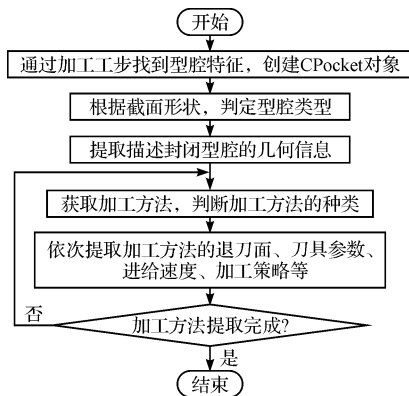 开始
通过加工工步找到型腔特征，创建CPocket对象
根据截面形状，判定型腔类型
提取描述封闭型腔的几何信息
获取加工方法，判断加工方法的种类
依次提取加工方法的退刀面、刀具参数、
进给速度、加工策略等
否
加工方法提取完成?
是
结束